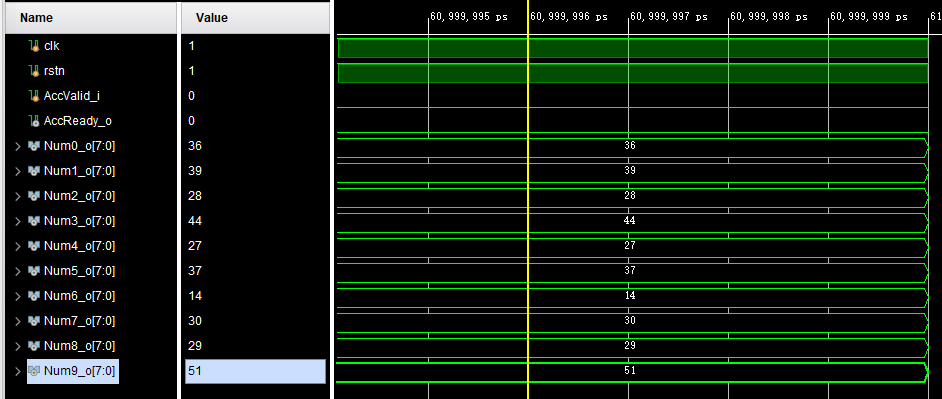 Name Value 60,999,995 ps 60,999,996 ps 60,999,997 ps 60,999,998 ps 60,999,999 ps 61
clk 1
rstn 1
AccValid_i 0
AccReady_o 0
Num0_o[7:0] 36 36
Num1_o[7:0] 39 39
Num2_o[7:0] 28 28
Num3_o[7:0] 44 44
Num4_o[7:0] 27 27
Num5_o[7:0] 37 37
Num6_o[7:0] 14 14
Num7_o[7:0] 30 30
Num8_o[7:0] 29 29
Num9_o[7:0] 51 51